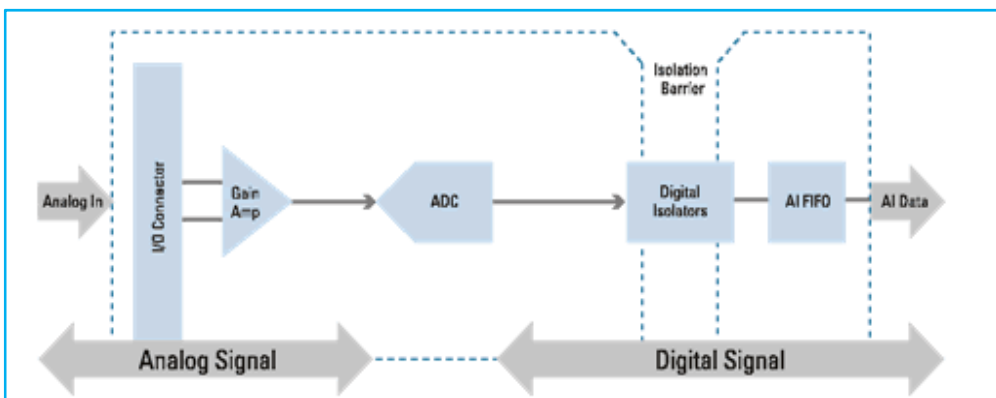 Isolation
Barrier
Analog In
I/O Connector
Gain
Amp
ADC
Digital
Isolators
AI FIFO
AI Data
Analog Signal
Digital Signal